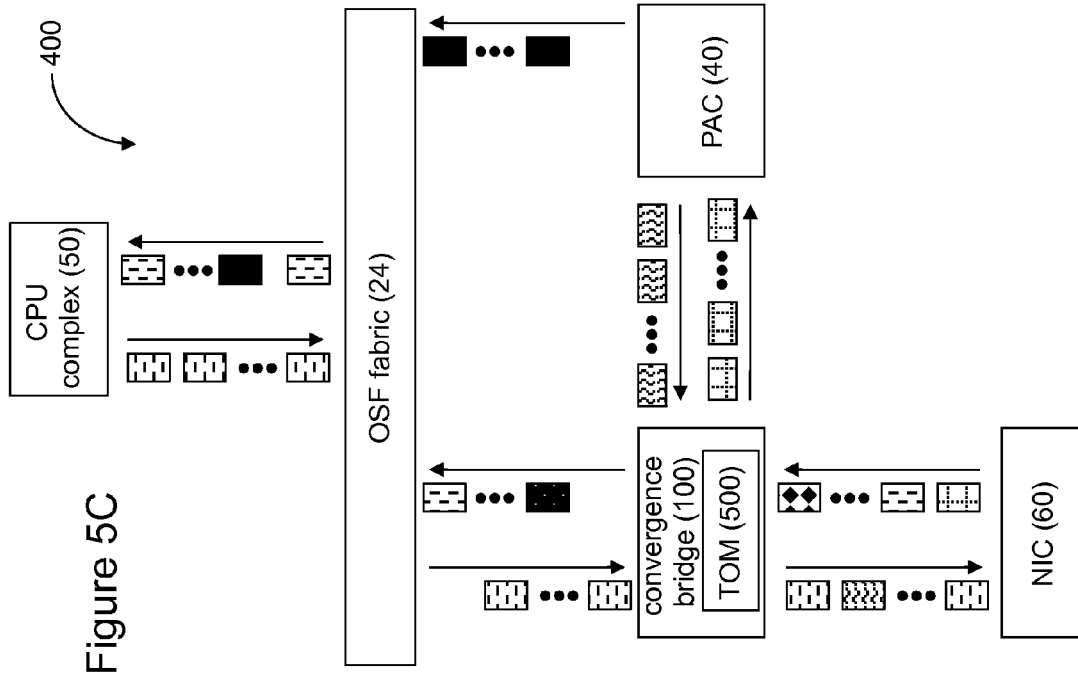 Figure 5C
400
CPU
complex (50)
OSF fabric (24)
convergence
bridge (100)
TOM (500)
PAC (40)
NIC (60)